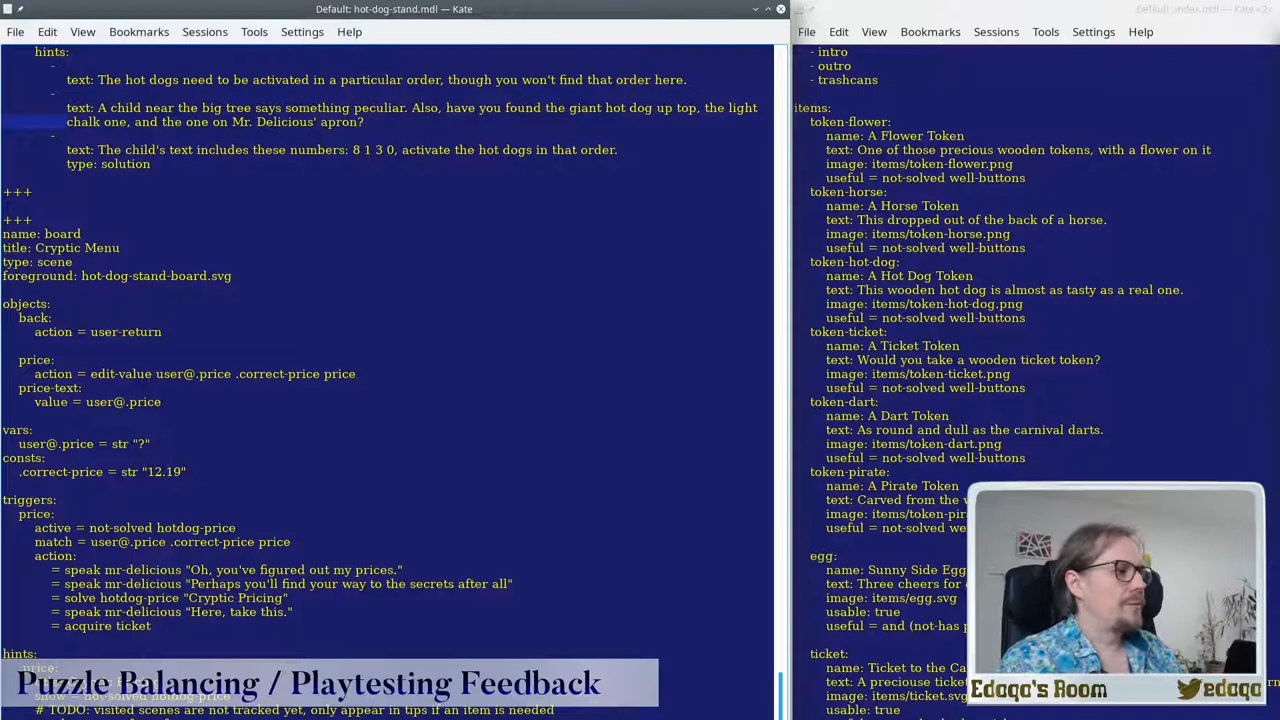 Default: hot-dog-stand.mdl — Kate
File Edit View Bookmarks Sessions Tools Settings Help
hints:
-
text: The hot dogs need to be activated in a particular order, though you won't find that order here.
-
text: A child near the big tree says something peculiar. Also, have you found the giant hot dog up top, the light
chalk one, and the one on Mr. Delicious' apron?
-
text: The child's text includes these numbers: 8 1 3 0, activate the hot dogs in that order.
type: solution
+++
+++
name: board
title: Cryptic Menu
type: scene
foreground: hot-dog-stand-board.svg
objects:
back:
action = user-return
price:
action = edit-value user@.price .correct-price price
price-text:
value = user@.price
vars:
user@.price = str "?"
consts:
.correct-price = str "12.19"
triggers:
price:
active = not-solved hotdog-price
match = user@.price .correct-price price
action:
= speak mr-delicious "Oh, you've figured out my prices."
= speak mr-delicious "Perhaps you'll find your way to the secrets after all"
= solve hotdog-price "Cryptic Pricing"
= speak mr-delicious "Here, take this."
= acquire ticket
hints:
price:
show = not-solved hotdog-price
# TODO: visited scenes are not tracked yet, only appear in tips if an item is needed
Puzzle Balancing / Playtesting Feedback
Default: index.mdl — Kate <2>
File Edit View Bookmarks Sessions Tools Settings Help
- intro
- outro
- trashcans
items:
token-flower:
name: A Flower Token
text: One of those precious wooden tokens, with a flower on it
image: items/token-flower.png
useful = not-solved well-buttons
token-horse:
name: A Horse Token
text: This dropped out of the back of a horse.
image: items/token-horse.png
useful = not-solved well-buttons
token-hot-dog:
name: A Hot Dog Token
text: This wooden hot dog is almost as tasty as a real one.
image: items/token-hot-dog.png
useful = not-solved well-buttons
token-ticket:
name: A Ticket Token
text: Would you take a wooden ticket token?
image: items/token-ticket.png
useful = not-solved well-buttons
token-dart:
name: A Dart Token
text: As round and dull as the carnival darts.
image: items/token-dart.png
useful = not-solved well-buttons
token-pirate:
name: A Pirate Token
text: Carved from the
image: items/token-pir
useful = not-solved we
egg:
name: Sunny Side Egg
text: Three cheers for
image: items/egg.svg
usable: true
useful = and (not-has p
ticket:
name: Ticket to the Ca
text: A preciouse ticket
image: items/ticket.svg
usable: true
Edaqa's Room edaqa